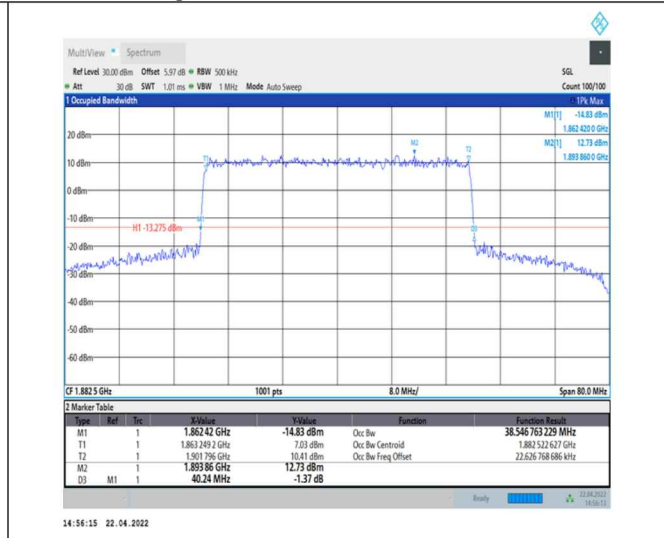 MultiView Spectrum
Ref Level 30.00 dBm Offset 5.97 dB RBW 500 kHz SGL
Att 30 dB SWT 1.01 ms VBW 1 MHz Mode Auto Sweep Count 100/100
1 Occupied Bandwidth 1Pk Max
M1[1] -14.83 dBm
1.862 420 0 GHz
M2[1] 12.73 dBm
1.893 860 0 GHz
20 dBm
M2
T2
T1
10 dBm
0 dBm
-10 dBm
M1
H1 -13.275 dBm
D3
-20 dBm
-30 dBm
-40 dBm
-50 dBm
-60 dBm
CF 1.882 5 GHz 1001 pts 8.0 MHz/ Span 80.0 MHz
2 Marker Table
Type Ref Trc X-Value Y-Value Function Function Result
M1 1 1.862 42 GHz -14.83 dBm Occ Bw 38.546 763 229 MHz
T1 1 1.863 249 2 GHz 7.03 dBm Occ Bw Centroid 1.882 522 627 GHz
T2 1 1.901 796 GHz 10.41 dBm Occ Bw Freq Offset 22.626 768 686 kHz
M2 1 1.893 86 GHz 12.73 dBm
D3 M1 1 40.24 MHz -1.37 dB
Ready 22.04.2022
14:56:15
14:56:15 22.04.2022